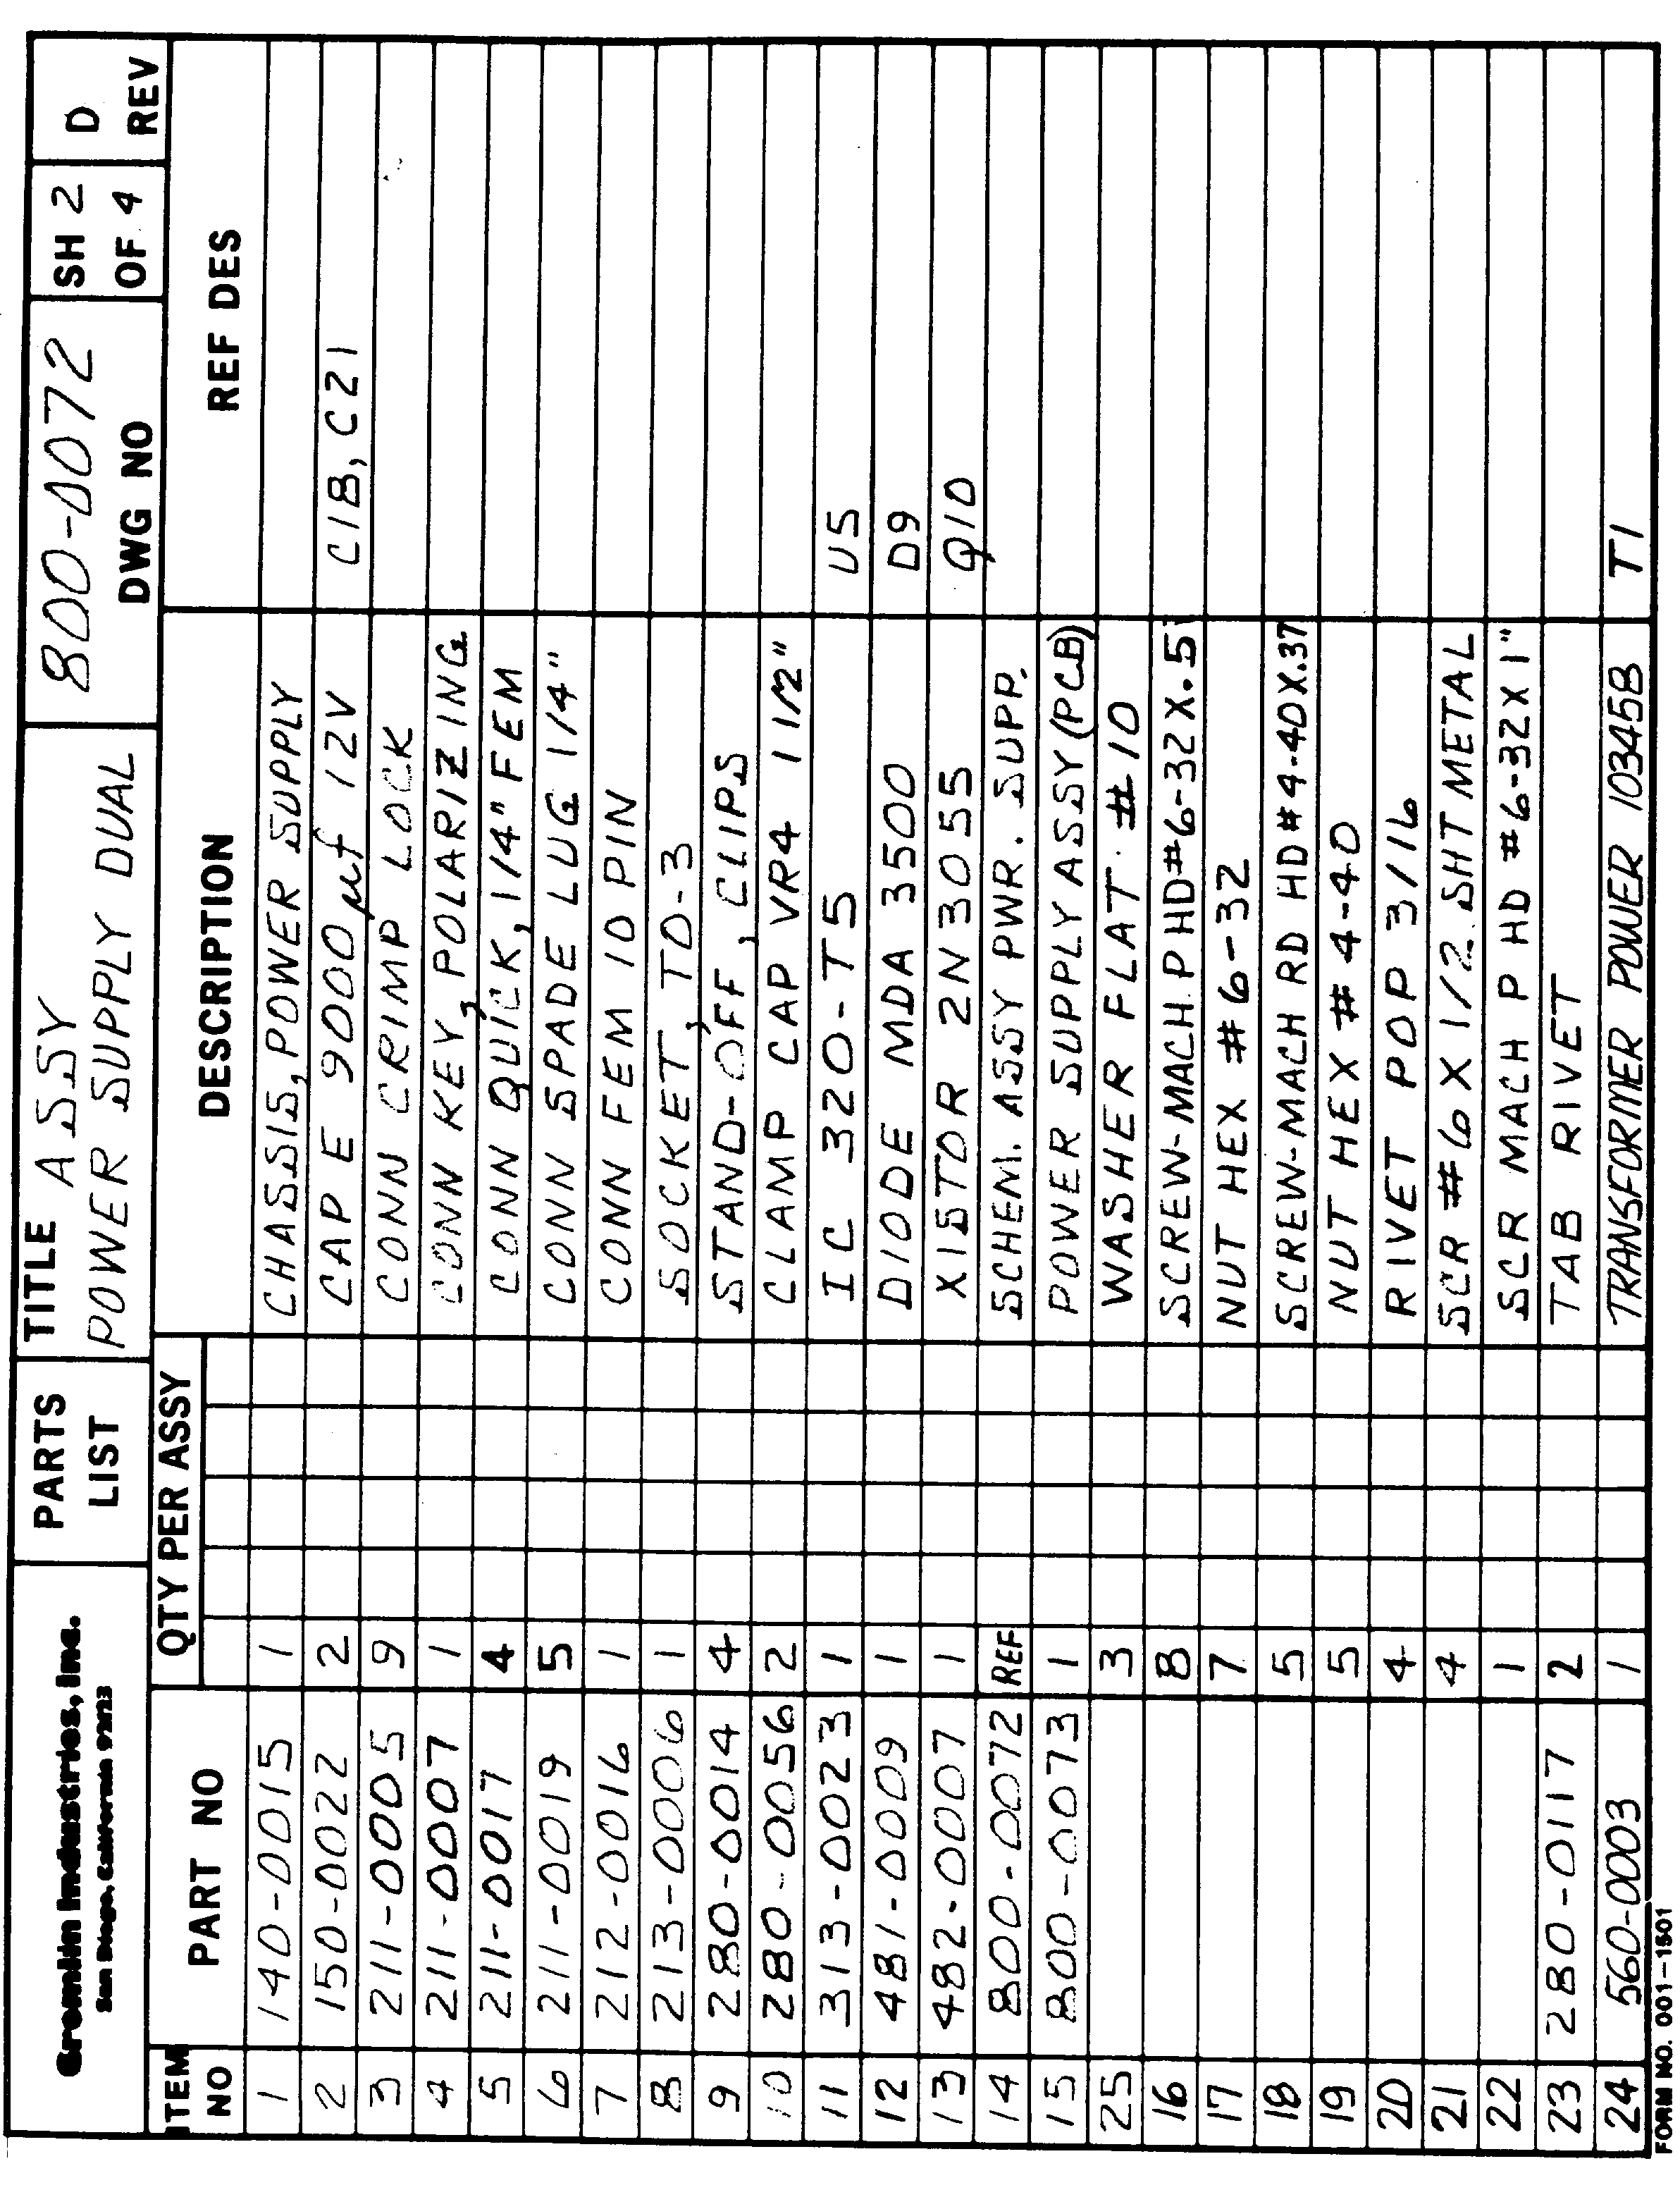 Gremlin Industries, Inc.
San Diego, California 92123
PARTS LIST
TITLE ASSY
POWER SUPPLY DUAL
800-0072
DWG NO
SH 2
OF 4
D
REV
ITEM NO PART NO QTY PER ASSY DESCRIPTION REF DES
1 140-0015 1 CHASSIS, POWER SUPPLY
2 150-0022 2 CAP E 9000 µf 12V C1B, C21
3 211-0005 9 CONN CRIMP LOCK
4 211-0007 1 CONN KEY, POLARIZING
5 211-0017 4 CONN QUICK, 1/4" FEM
6 211-0019 5 CONN SPADE LUG 1/4"
7 212-0016 1 CONN FEM 10 PIN
8 213-0006 1 SOCKET, TO-3
9 280-0014 4 STAND-OFF, CLIPS
10 280-0056 2 CLAMP CAP VR4 1 1/2"
11 313-0023 1 IC 320-T5 U5
12 481-0009 1 DIODE MDA 3500 D9
13 482-0007 1 XISTOR 2N3055 Q10
14 800-0072 REF SCHEM. ASSY PWR. SUPP.
15 800-0073 1 POWER SUPPLY ASSY (PCB)
25 3 WASHER FLAT #10
16 8 SCREW-MACH P HD #6-32 X .5
17 7 NUT HEX #6-32
18 5 SCREW-MACH RD HD #4-40 X .37
19 5 NUT HEX #4-40
20 4 RIVET POP 3/16
21 4 SCR #6 X 1/2 SHT METAL
22 1 SCR MACH P HD #6-32 X 1"
23 280-0117 2 TAB RIVET
24 560-0003 1 TRANSFORMER POWER 10345B T1
FORM NO. 001-1501